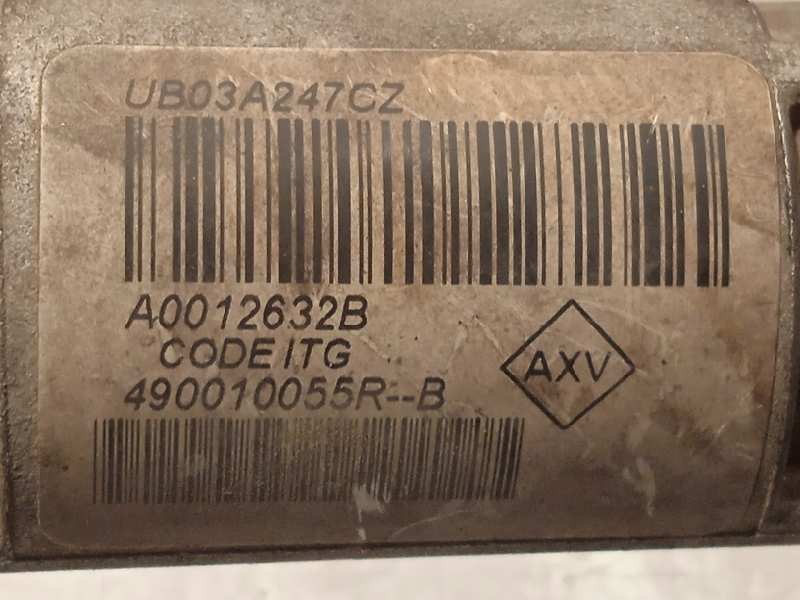 UB03A247CZ
A0012632B
CODE ITG
490010055R--B
AXV